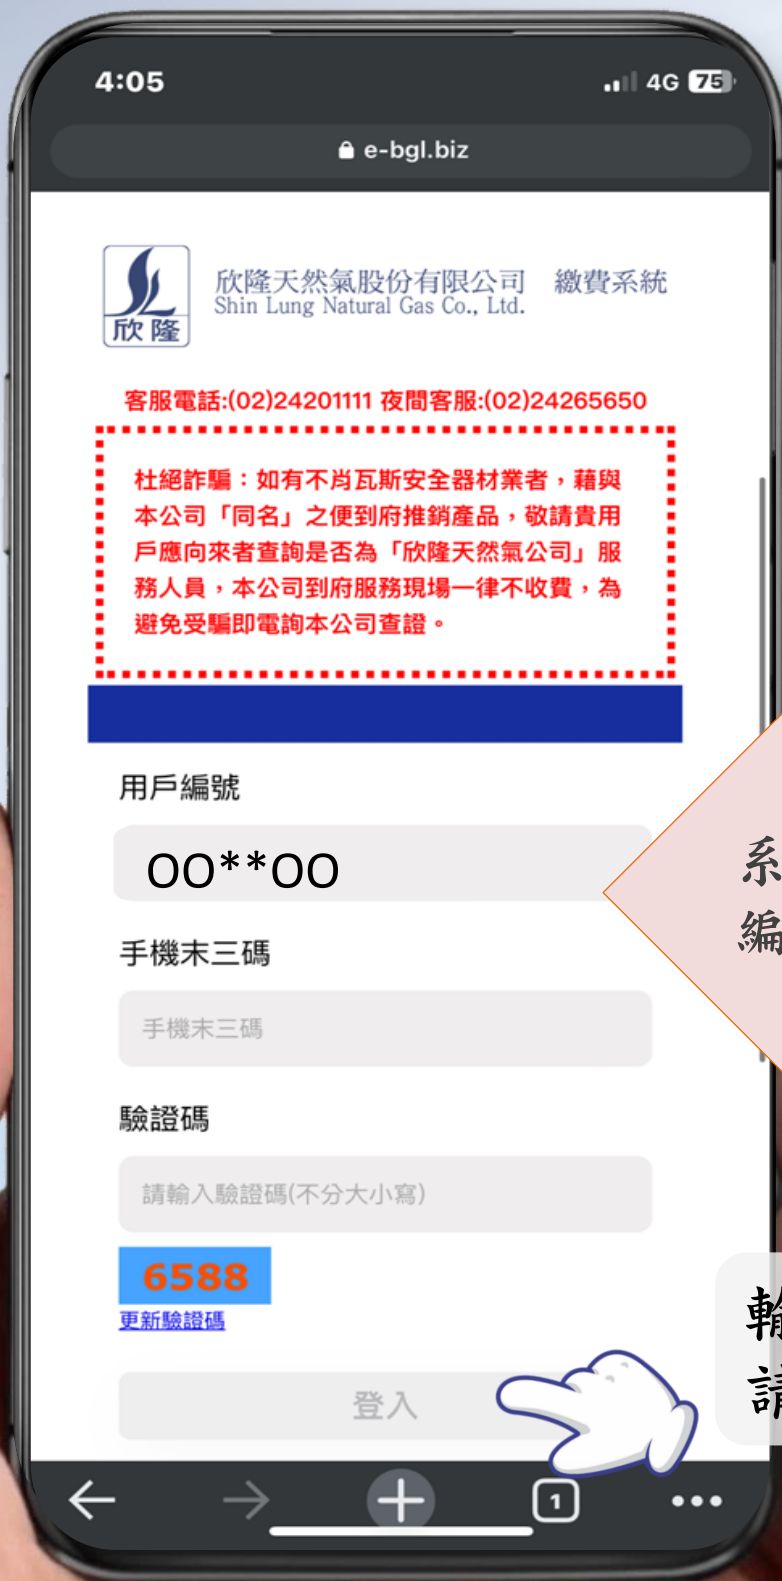 4:05
4G 75
e-bgl.biz
欣隆
欣隆天然氣股份有限公司 繳費系統
Shin Lung Natural Gas Co., Ltd.
客服電話:(02)24201111 夜間客服:(02)24265650
杜絕詐騙：如有不肖瓦斯安全器材業者，藉與
本公司「同名」之便到府推銷產品，敬請貴用
戶應向來者查詢是否為「欣隆天然氣公司」服
務人員，本公司到府服務現場一律不收費，為
避免受騙即電詢本公司查證。
用戶編號
OO**OO
系
編
手機末三碼
手機末三碼
驗證碼
請輸入驗證碼(不分大小寫)
6588
更新驗證碼
輸
請
登入
1